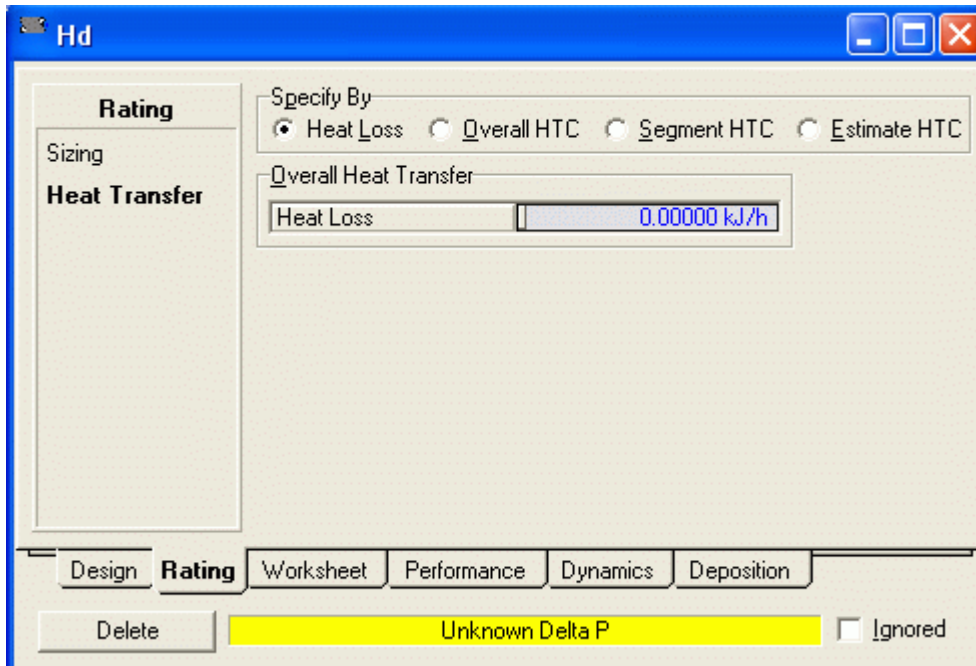 Hd
Rating
Sizing
Heat Transfer
Specify By
Heat Loss Overall HTC Segment HTC Estimate HTC
Overall Heat Transfer
Heat Loss 0.00000 kJ/h
Design Rating Worksheet Performance Dynamics Deposition
Delete Unknown Delta P Ignored